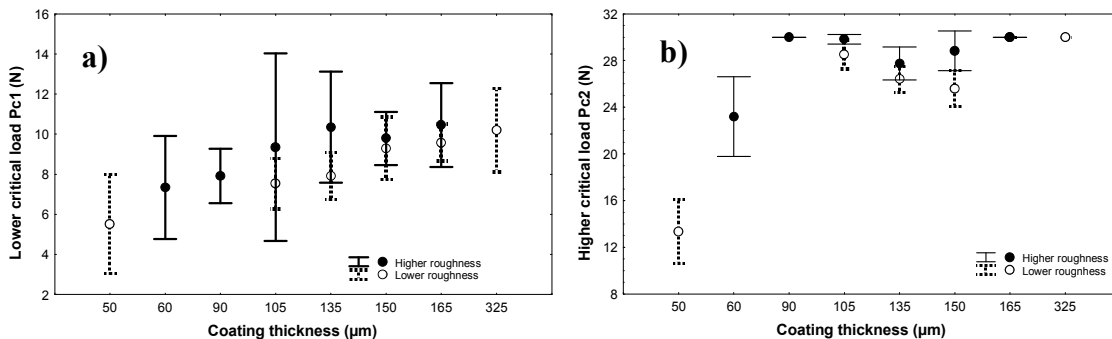 a)
Lower critical load Pc1 (N)
16
14
12
10
8
6
4
2
50 60 90 105 135 150 165 325
Coating thickness (µm)
Higher roughness
Lower roughness
b)
Higher critical load Pc2 (N)
32
28
24
20
16
12
8
50 60 90 105 135 150 165 325
Coating thickness (µm)
Higher roughness
Lower rougnhess